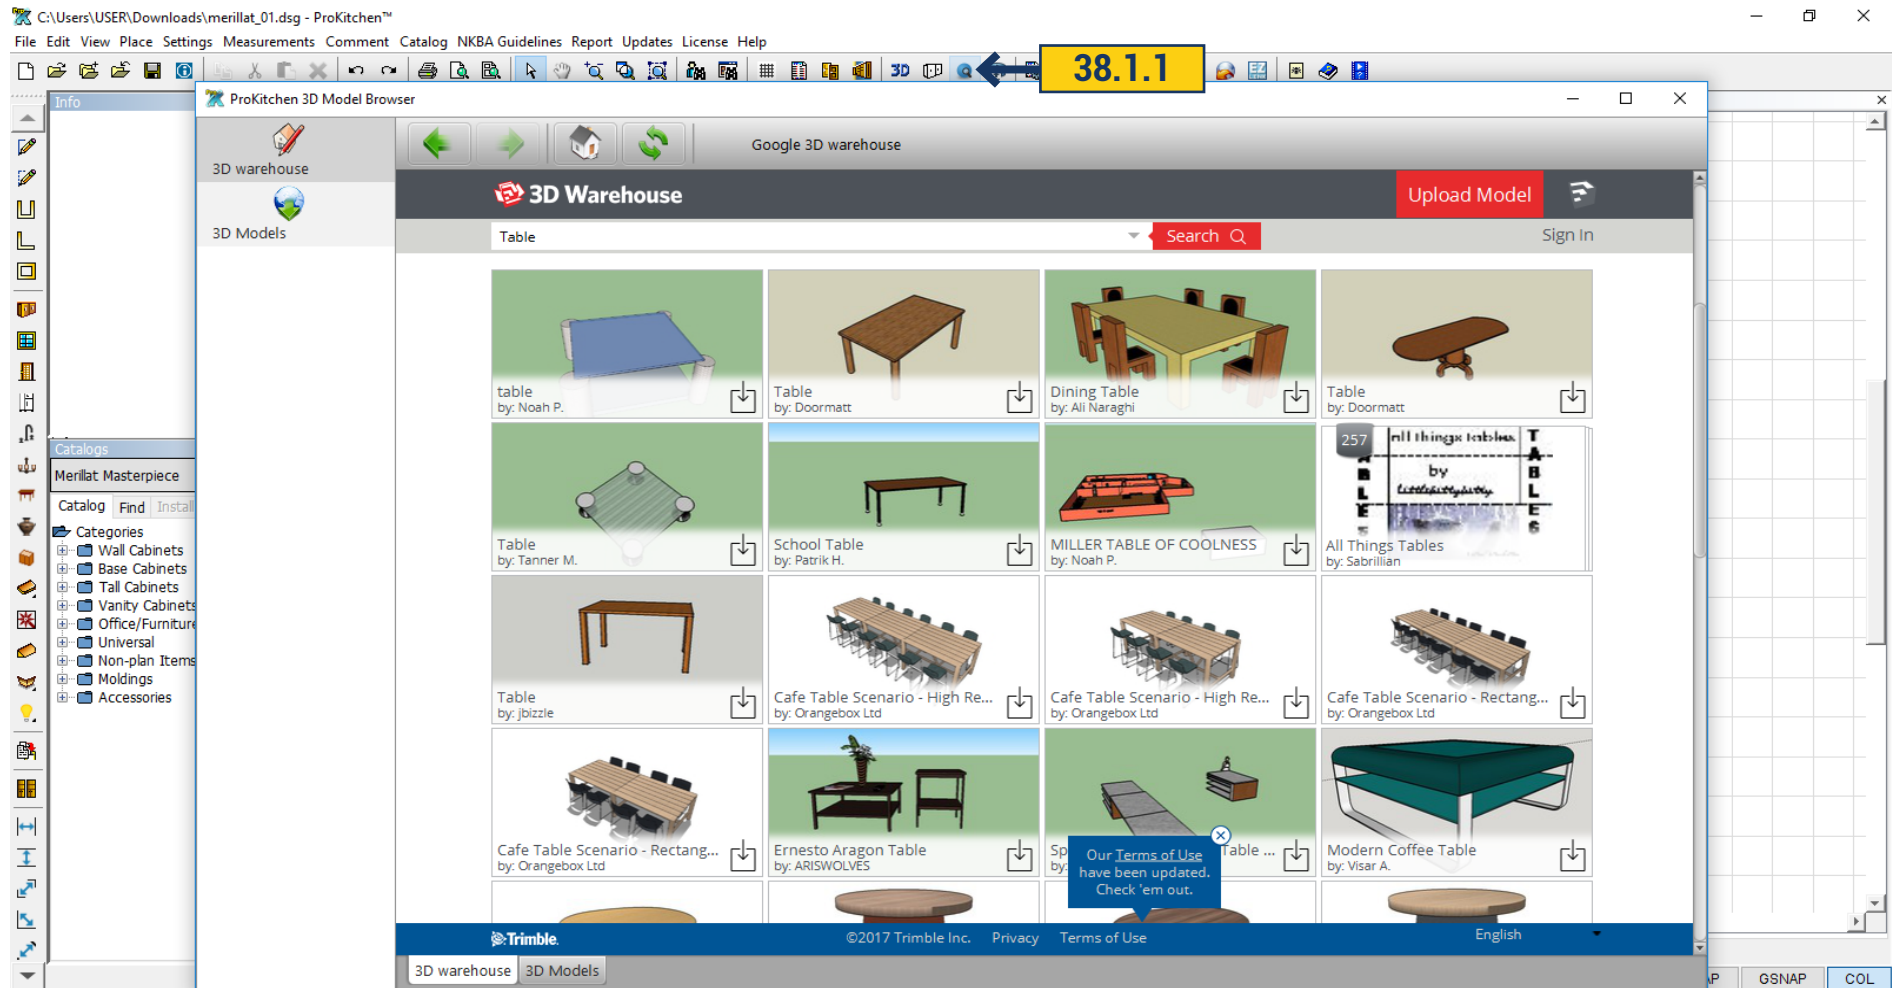 C:\Users\USER\Downloads\merillat_01.dsg - ProKitchen™
File Edit View Place Settings Measurements Comment Catalog NKBA Guidelines Report Updates License Help
3D
38.1.1
Info
ProKitchen 3D Model Browser
3D warehouse
3D Models
Google 3D warehouse
3D Warehouse
Upload Model
Table
Search
Sign In
table
by: Noah P.
Table
by: Doormatt
Dining Table
by: Ali Naraghi
Table
by: Doormatt
Table
by: Tanner M.
School Table
by: Patrik H.
MILLER TABLE OF COOLNESS
by: Noah P.
257
all things tables
by
TABLES
All Things Tables
by: Sabrillian
Table
by: jbizzle
Cafe Table Scenario - High Re...
by: Orangebox Ltd
Cafe Table Scenario - High Re...
by: Orangebox Ltd
Cafe Table Scenario - Rectang...
by: Orangebox Ltd
Cafe Table Scenario - Rectang...
by: Orangebox Ltd
Ernesto Aragon Table
by: ARISWOLVES
Sp
Table ...
by:
Our Terms of Use
have been updated.
Check 'em out.
Modern Coffee Table
by: Visar A.
Trimble.
©2017 Trimble Inc. Privacy Terms of Use
English
3D warehouse 3D Models
Catalogs
Merillat Masterpiece
Catalog Find Install
Categories
Wall Cabinets
Base Cabinets
Tall Cabinets
Vanity Cabinets
Office/Furniture
Universal
Non-plan Items
Moldings
Accessories
GSNAP COL